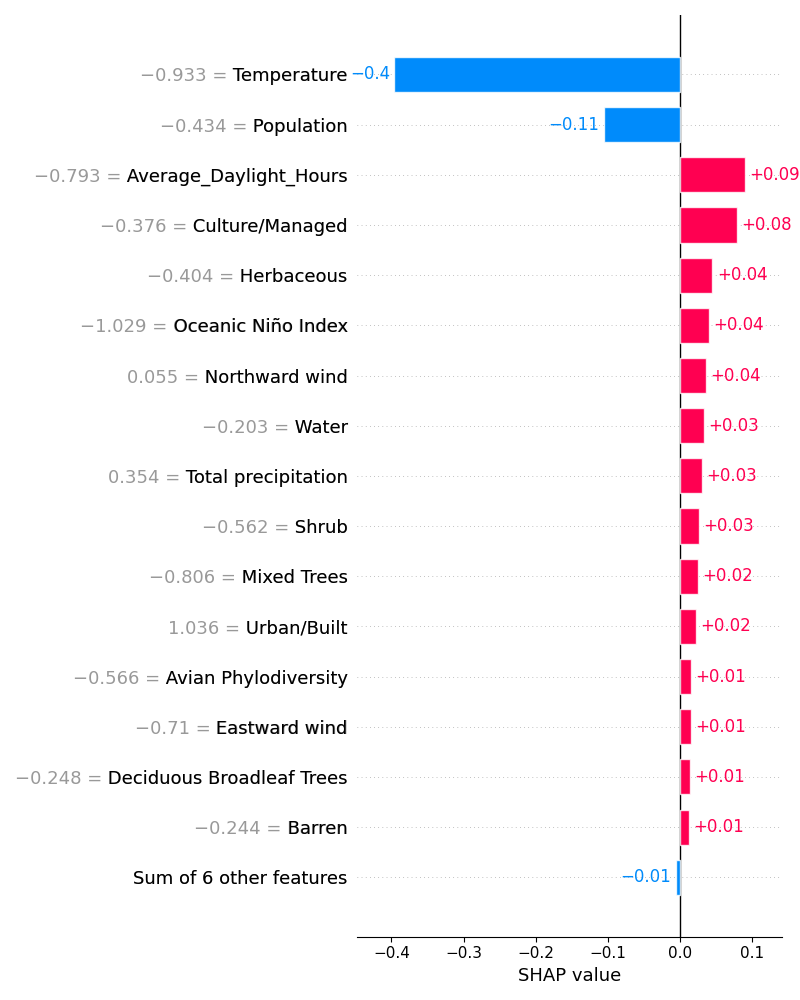 −0.933 = Temperature −0.4
−0.434 = Population −0.11
−0.793 = Average_Daylight_Hours +0.09
−0.376 = Culture/Managed +0.08
−0.404 = Herbaceous +0.04
−1.029 = Oceanic Niño Index +0.04
0.055 = Northward wind +0.04
−0.203 = Water +0.03
0.354 = Total precipitation +0.03
−0.562 = Shrub +0.03
−0.806 = Mixed Trees +0.02
1.036 = Urban/Built +0.02
−0.566 = Avian Phylodiversity +0.01
−0.71 = Eastward wind +0.01
−0.248 = Deciduous Broadleaf Trees +0.01
−0.244 = Barren +0.01
Sum of 6 other features −0.01
−0.4 −0.3 −0.2 −0.1 0.0 0.1
SHAP value